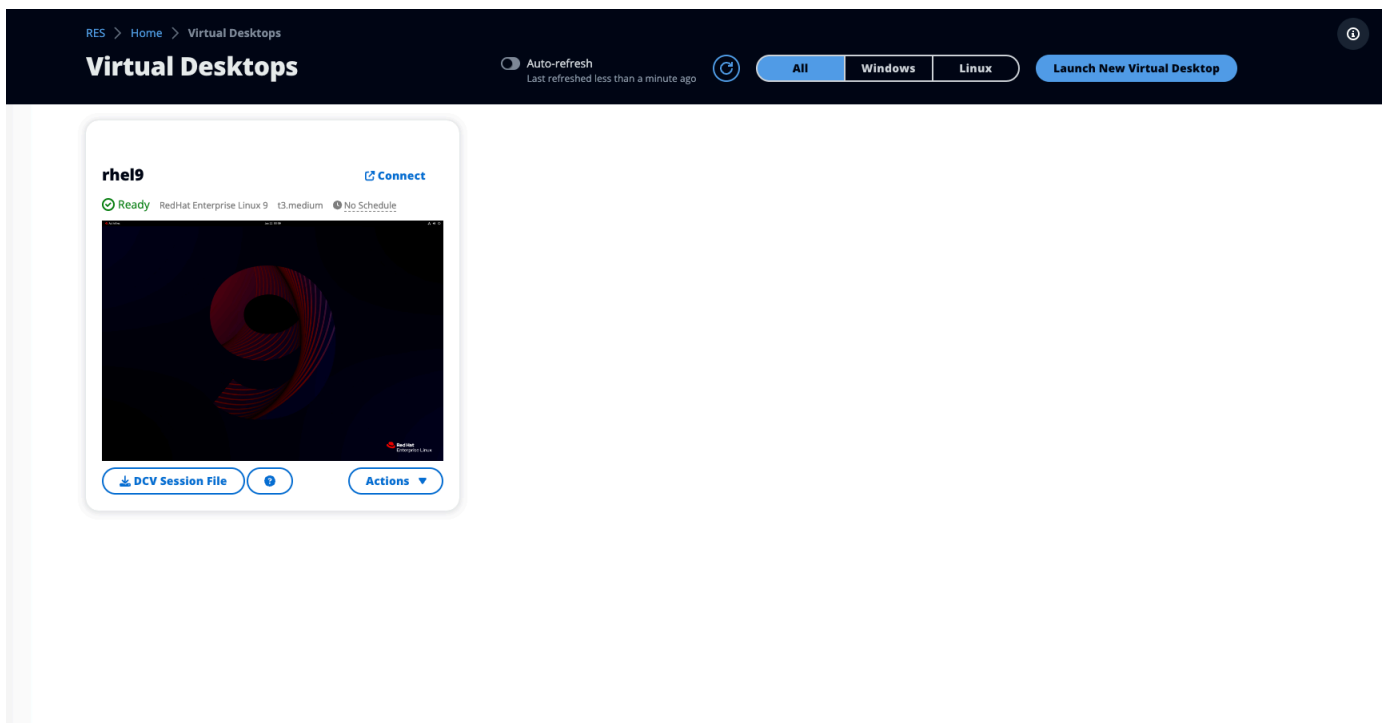 RES > Home > Virtual Desktops
Virtual Desktops
Auto-refresh
Last refreshed less than a minute ago
All Windows Linux
Launch New Virtual Desktop
rhel9
Connect
Ready RedHat Enterprise Linux 9 t3.medium No Schedule
Red Hat
Enterprise Linux
DCV Session File
Actions